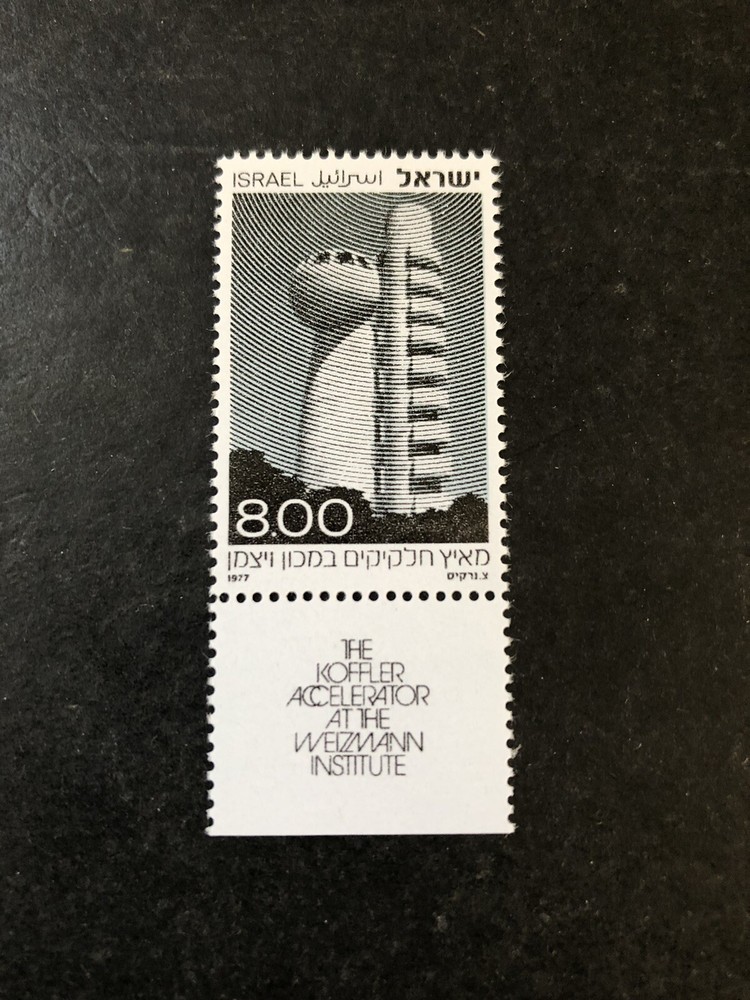 ISRAEL اسرائيل ישראל
8.00
מאיץ חלקיקים במכון ויצמן
1977 צ.נרקיס
THE
KOFFLER
ACCELERATOR
AT THE
WEIZMANN
INSTITUTE